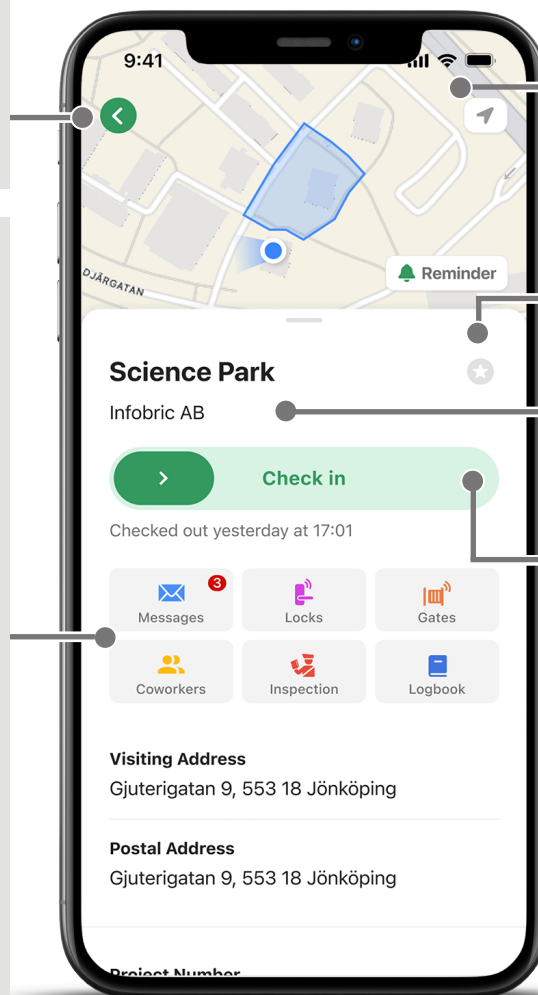 9:41
DJÄRGATAN
Reminder
Science Park
Infobric AB
Check in
Checked out yesterday at 17:01
3
Messages
Locks
Gates
Coworkers
Inspection
Logbook
Visiting Address
Gjuterigatan 9, 553 18 Jönköping
Postal Address
Gjuterigatan 9, 553 18 Jönköping
Project Number